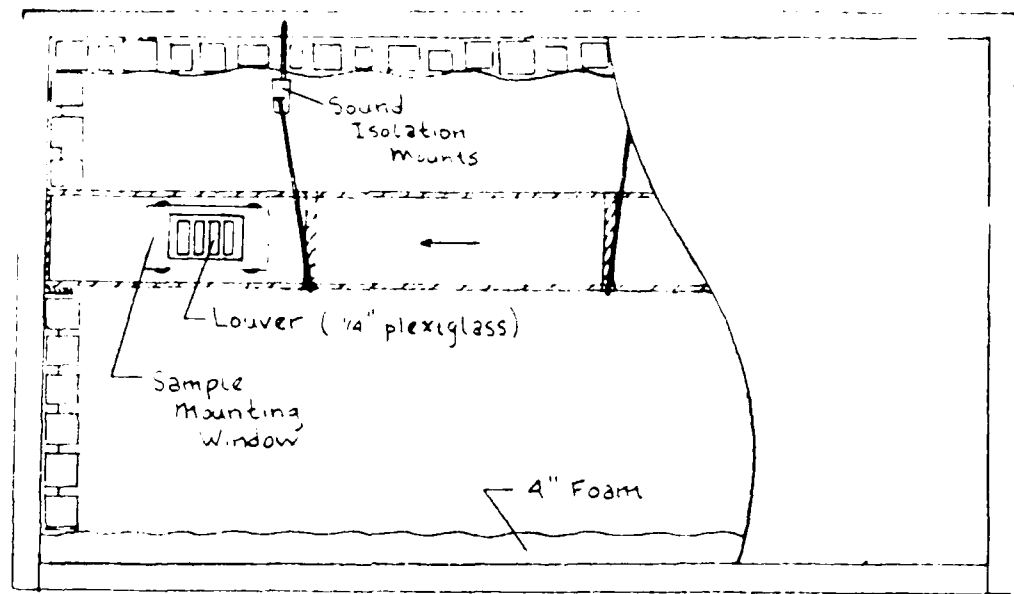 Sound
Isolation
Mounts
Louver ( 1/4" plexiglass)
Sample
Mounting
Window
4" Foam